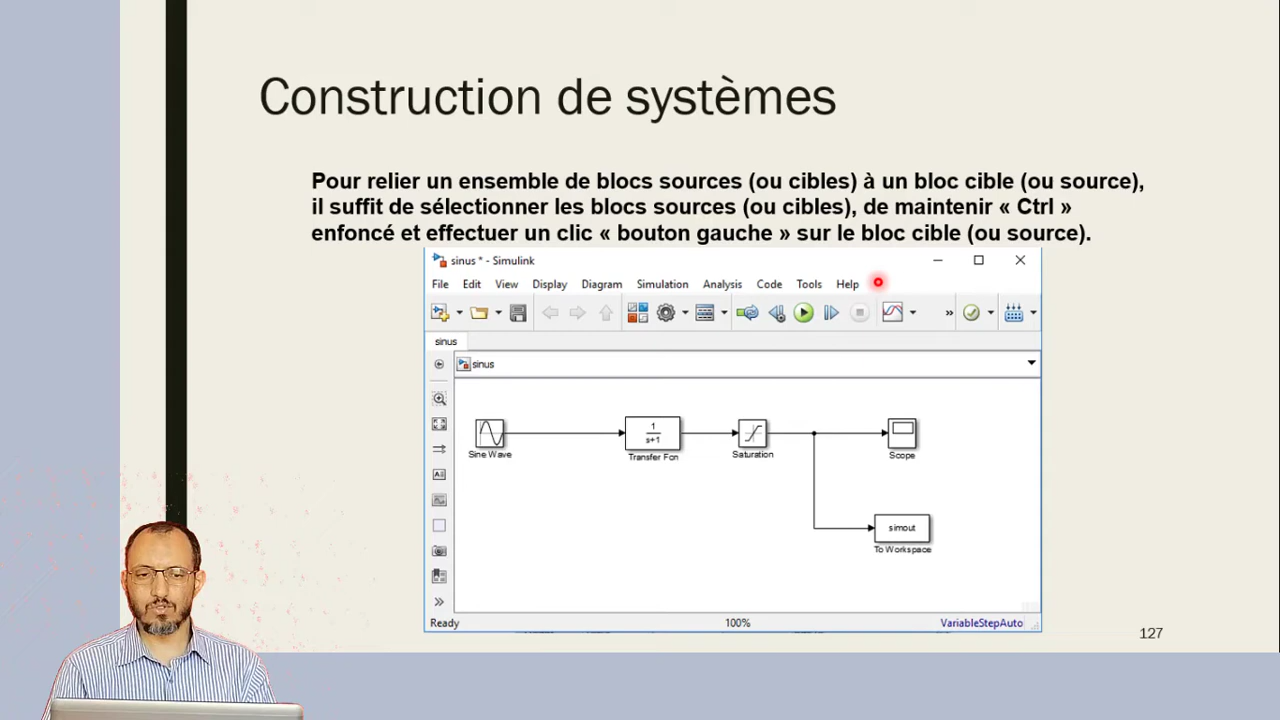 Construction de systèmes
Pour relier un ensemble de blocs sources (ou cibles) à un bloc cible (ou source),
il suffit de sélectionner les blocs sources (ou cibles), de maintenir « Ctrl »
enfoncé et effectuer un clic « bouton gauche » sur le bloc cible (ou source).
sinus * - Simulink
File Edit View Display Diagram Simulation Analysis Code Tools Help
»
sinus
sinus
1
s+1
Sine Wave
Transfer Fcn
Saturation
Scope
simout
To Workspace
»
Ready 100% VariableStepAuto
127